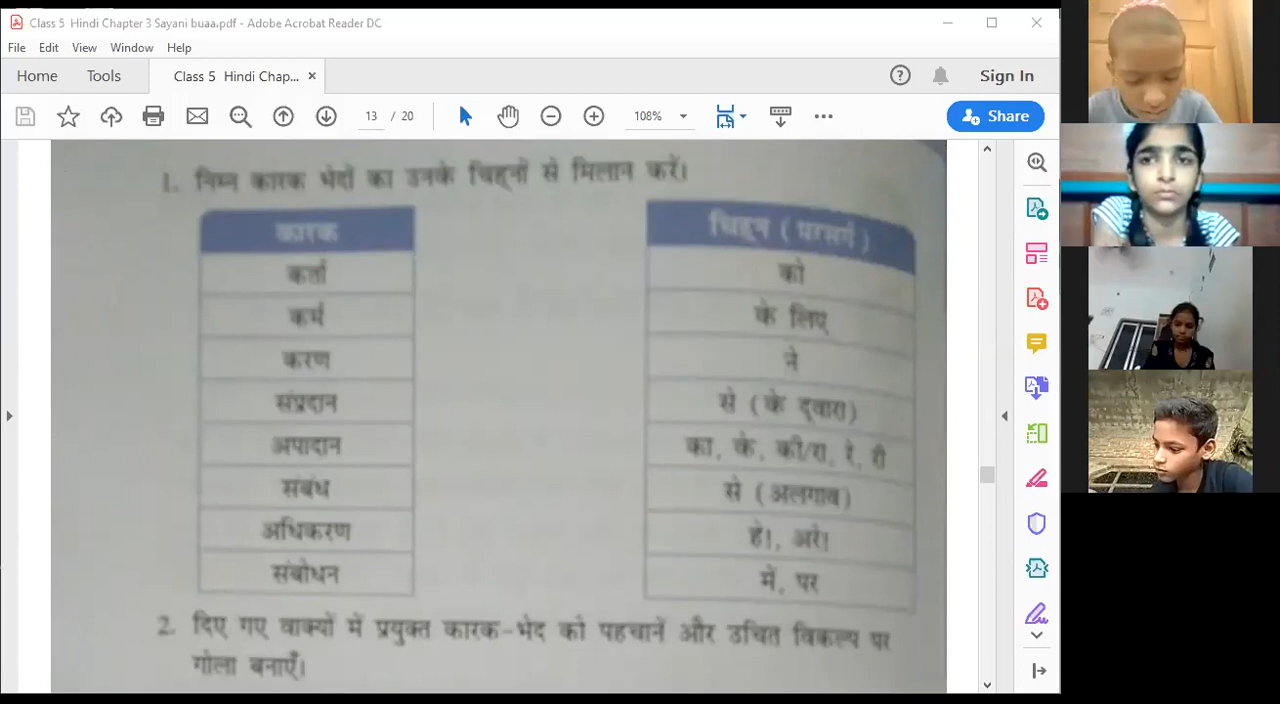 Class 5 Hindi Chapter 3 Sayani buaa.pdf - Adobe Acrobat Reader DC
File Edit View Window Help
Home Tools Class 5 Hindi Chap... × Sign In
13 / 20 108% Share
1. निम्न कारक भेदों का उनके चिह्नों से मिलान करें।
कारक चिह्न (परसर्ग)
कर्ता को
कर्म के लिए
करण ने
संप्रदान से (के द्वारा)
अपादान का, के, की/रा, रे, री
संबंध से (अलगाव)
अधिकरण हे!, अरे!
संबोधन में, पर
2. दिए गए वाक्यों में प्रयुक्त कारक-भेद को पहचानें और उचित विकल्प पर
गोला बनाएँ।